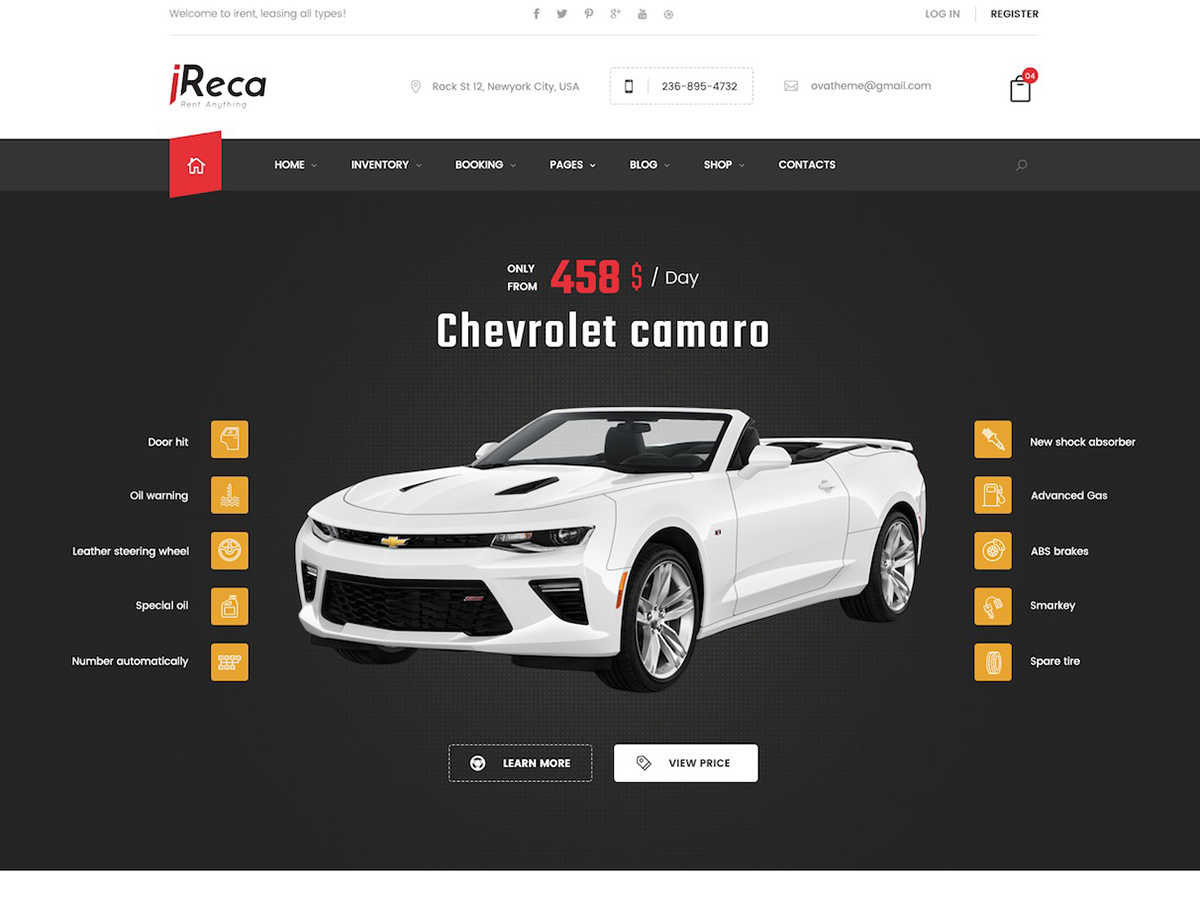 Welcome to irent, leasing all types!
LOG IN
REGISTER
iReca
Rent Anything
Rock St 12, Newyork City, USA
236-895-4732
ovatheme@gmail.com
04
HOME
INVENTORY
BOOKING
PAGES
BLOG
SHOP
CONTACTS
ONLY
FROM
458 $ / Day
Chevrolet camaro
Door hit
Oil warning
Leather steering wheel
Special oil
Number automatically
New shock absorber
Advanced Gas
ABS brakes
Smarkey
Spare tire
LEARN MORE
VIEW PRICE